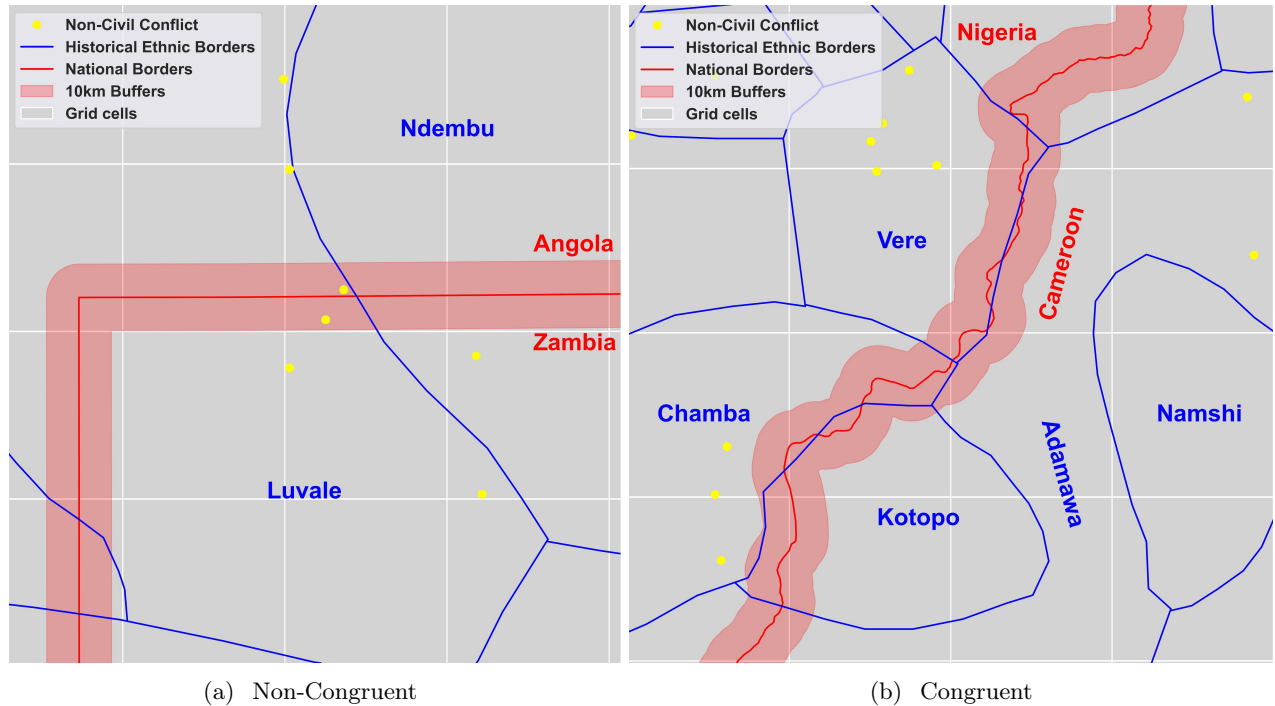 Non-Civil Conflict
Historical Ethnic Borders
National Borders
10km Buffers
Grid cells
Ndembu
Angola
Zambia
Luvale
(a) Non-Congruent
Non-Civil Conflict
Historical Ethnic Borders
National Borders
10km Buffers
Grid cells
Nigeria
Vere
Cameroon
Chamba
Namshi
Adamawa
Kotopo
(b) Congruent